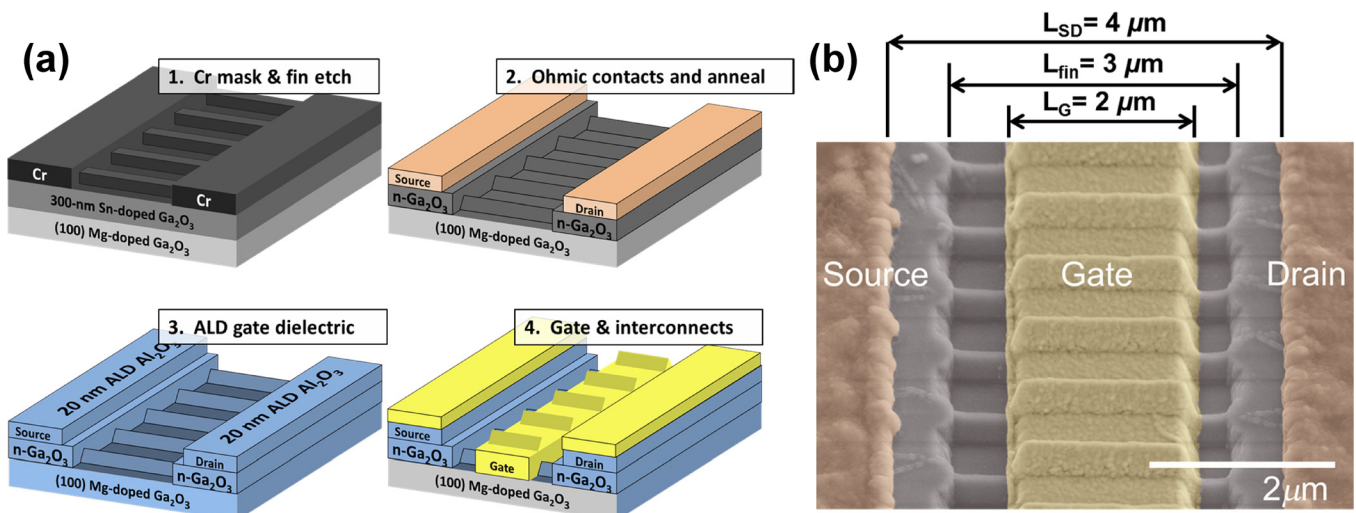 (a)
1. Cr mask & fin etch
Cr
Cr
300-nm Sn-doped Ga₂O₃
(100) Mg-doped Ga₂O₃
2. Ohmic contacts and anneal
Source
n-Ga₂O₃
Drain
n-Ga₂O₃
(100) Mg-doped Ga₂O₃
3. ALD gate dielectric
20 nm ALD Al₂O₃
20 nm ALD Al₂O₃
Source
n-Ga₂O₃
Drain
n-Ga₂O₃
(100) Mg-doped Ga₂O₃
4. Gate & interconnects
Source
n-Ga₂O₃
Gate
Drain
n-Ga₂O₃
(100) Mg-doped Ga₂O₃
(b)
L_SD= 4 µm
L_fin= 3 µm
L_G= 2 µm
Source
Gate
Drain
2µm